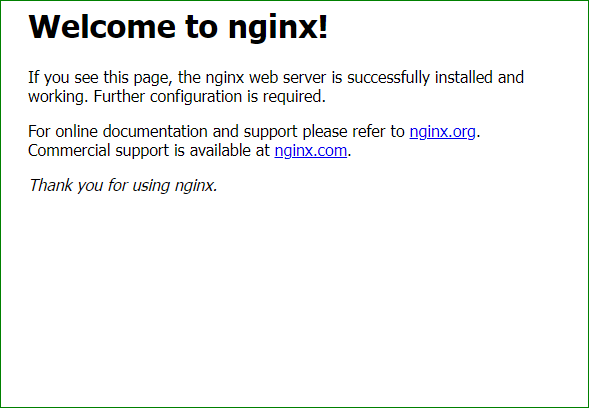 Welcome to nginx!
If you see this page, the nginx web server is successfully installed and
working. Further configuration is required.
For online documentation and support please refer to nginx.org.
Commercial support is available at nginx.com.
Thank you for using nginx.